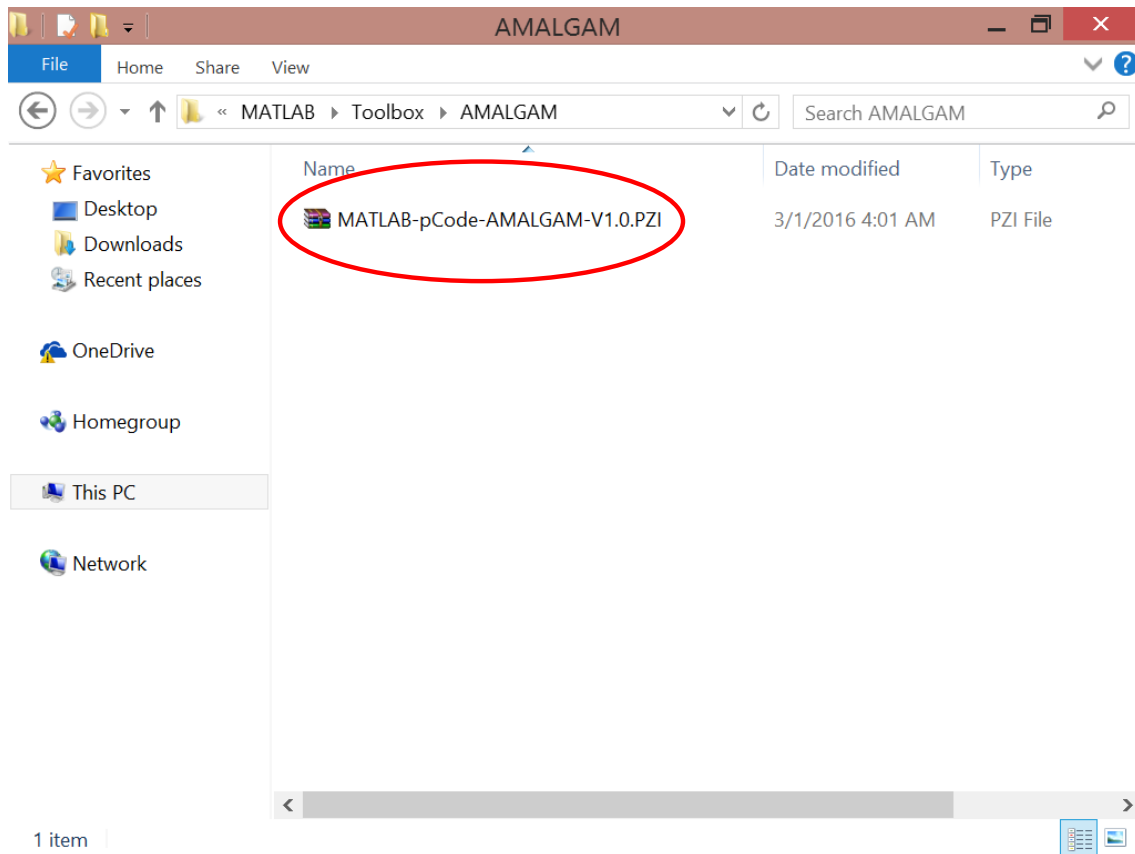 AMALGAM
File Home Share View
« MATLAB Toolbox AMALGAM Search AMALGAM
Name Date modified Type
MATLAB-pCode-AMALGAM-V1.0.PZI 3/1/2016 4:01 AM PZI File
Favorites
Desktop
Downloads
Recent places
OneDrive
Homegroup
This PC
Network
1 item